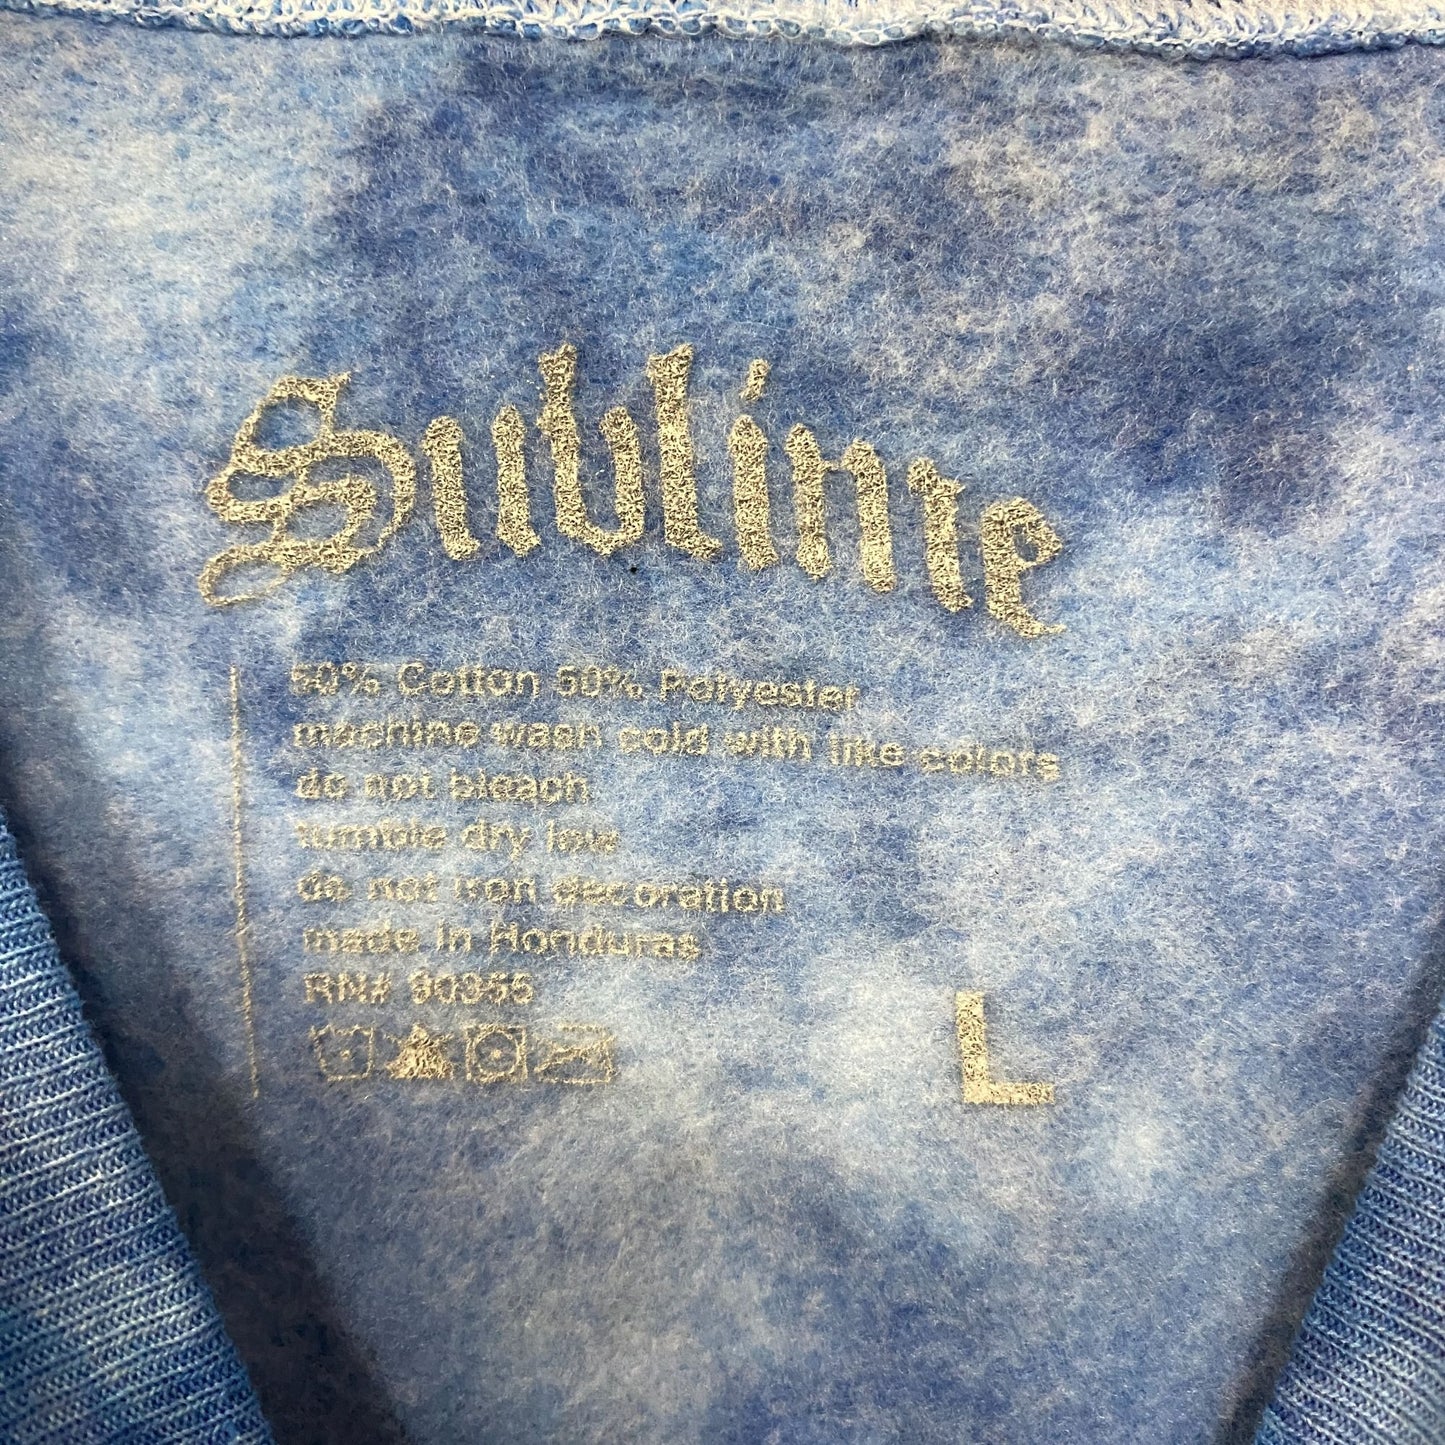 Sublime
50% Cotton 50% Polyester
machine wash cold with like colors
do not bleach
tumble dry low
do not iron decoration
made in Honduras
RN# 90355
L